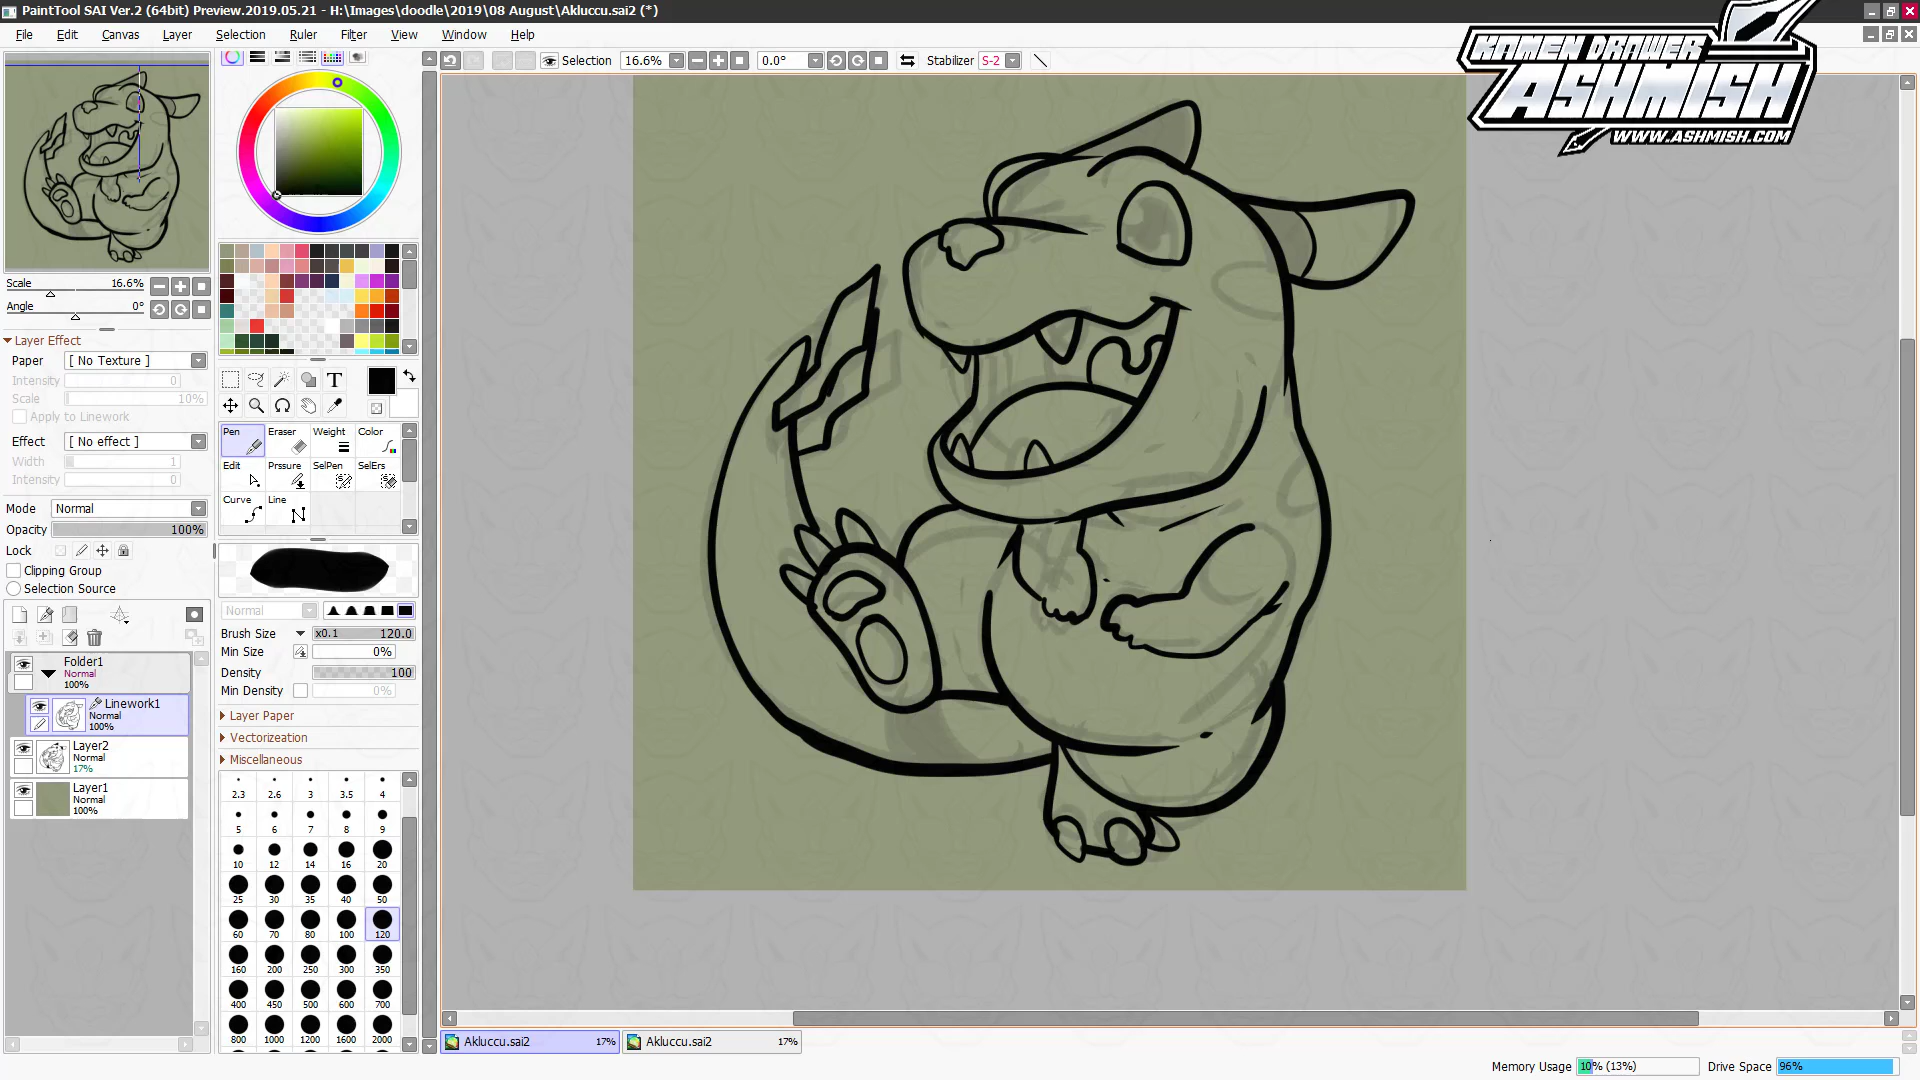 PaintTool SAI Ver.2 (64bit) Preview.2019.05.21 - H:\Images\doodle\2019\08 August\Akluccu.sai2 (*)
File Edit Canvas Layer Selection Ruler Filter View Window Help
KAMEN DRAWER
ASHMISH
WWW.ASHMISH.COM
Selection 16.6% 0.0° Stabilizer S-2
Scale 16.6%
Angle 0°
Layer Effect
Paper [ No Texture ]
Intensity 0
Scale 10%
Apply to Linework
Effect [ No effect ]
Width 1
Intensity 0
Mode Normal
Opacity 100%
Lock
Clipping Group
Selection Source
Folder1
Normal
100%
Linework1
Normal
100%
Layer2
Normal
17%
Layer1
Normal
100%
T
Pen Eraser Weight Color
Edit Prssure SelPen SelErs
Curve Line
Normal
Brush Size x0.1 120.0
Min Size 0%
Density 100
Min Density 0%
Layer Paper
Vectorization
Miscellaneous
2.3 2.6 3 3.5 4
5 6 7 8 9
10 12 14 16 20
25 30 35 40 50
60 70 80 100 120
160 200 250 300 350
400 450 500 600 700
800 1000 1200 1600 2000
Akluccu.sai2 17% Akluccu.sai2 17%
Memory Usage 10% (13%) Drive Space 96%